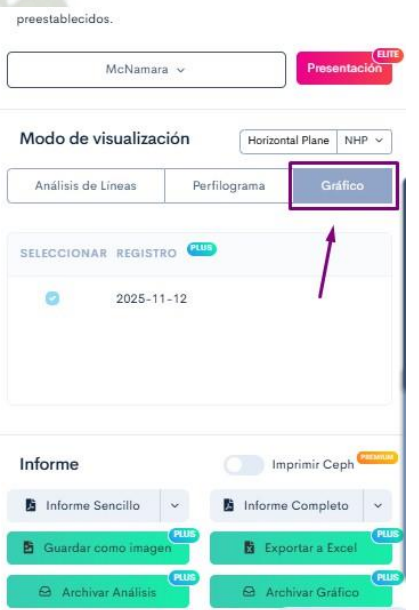 preestablecidos.
McNamara
ELITE
Presentación
Modo de visualización
Horizontal Plane NHP
Análisis de Líneas Perfilograma Gráfico
SELECCIONAR REGISTRO PLUS
2025-11-12
Informe
Imprimir Ceph PREMIUM
Informe Sencillo Informe Completo
PLUS PLUS
Guardar como imagen Exportar a Excel
PLUS PLUS
Archivar Análisis Archivar Gráfico